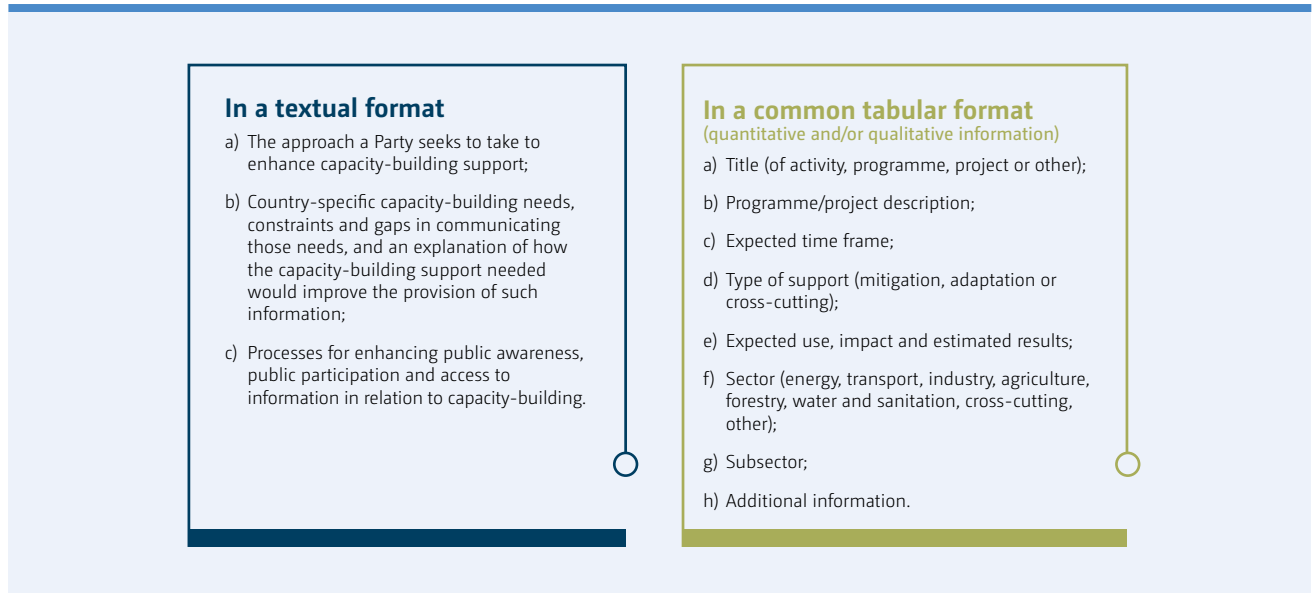 In a textual format
a) The approach a Party seeks to take to
enhance capacity-building support;
b) Country-specific capacity-building needs,
constraints and gaps in communicating
those needs, and an explanation of how
the capacity-building support needed
would improve the provision of such
information;
c) Processes for enhancing public awareness,
public participation and access to
information in relation to capacity-building.
In a common tabular format
(quantitative and/or qualitative information)
a) Title (of activity, programme, project or other);
b) Programme/project description;
c) Expected time frame;
d) Type of support (mitigation, adaptation or
cross-cutting);
e) Expected use, impact and estimated results;
f) Sector (energy, transport, industry, agriculture,
forestry, water and sanitation, cross-cutting,
other);
g) Subsector;
h) Additional information.